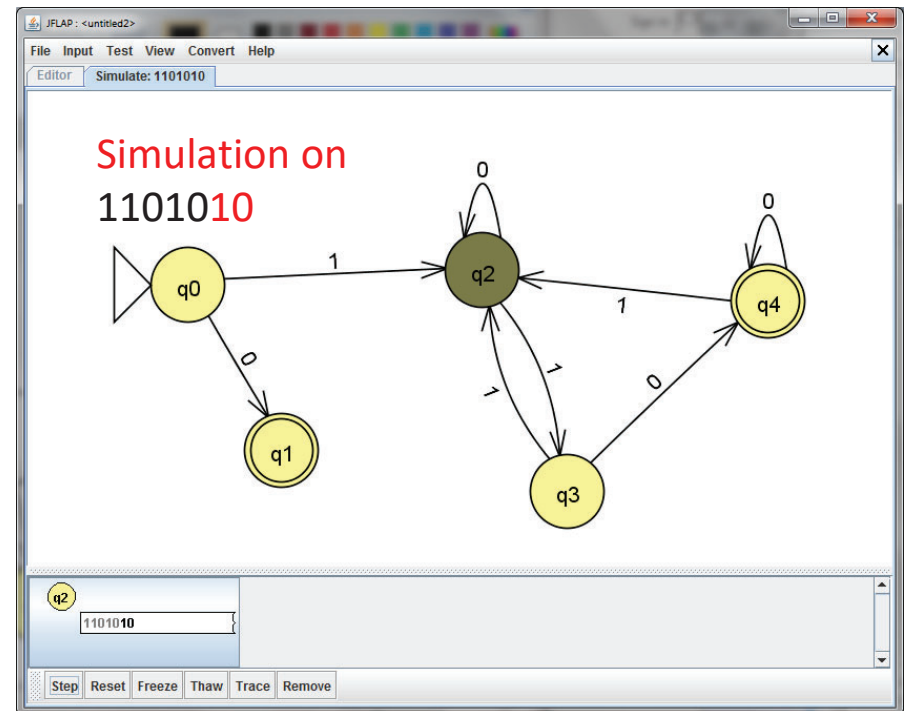 JFLAP : <untitled2>
File Input Test View Convert Help
Editor Simulate: 1101010
Simulation on
1101010
0
0
1
q0
q2
q4
1
0
1
1
0
q1
q3
q2
1101010
Step Reset Freeze Thaw Trace Remove